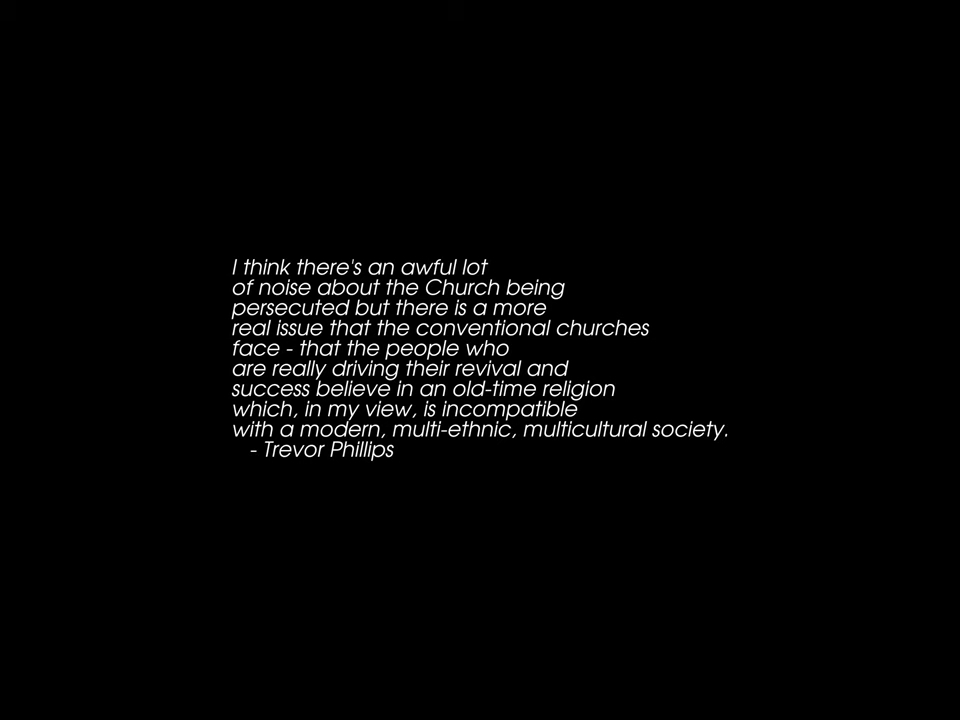 I think there's an awful lot
of noise about the Church being
persecuted but there is a more
real issue that the conventional churches
face - that the people who
are really driving their revival and
success believe in an old-time religion
which, in my view, is incompatible
with a modern, multi-ethnic, multicultural society.
- Trevor Phillips